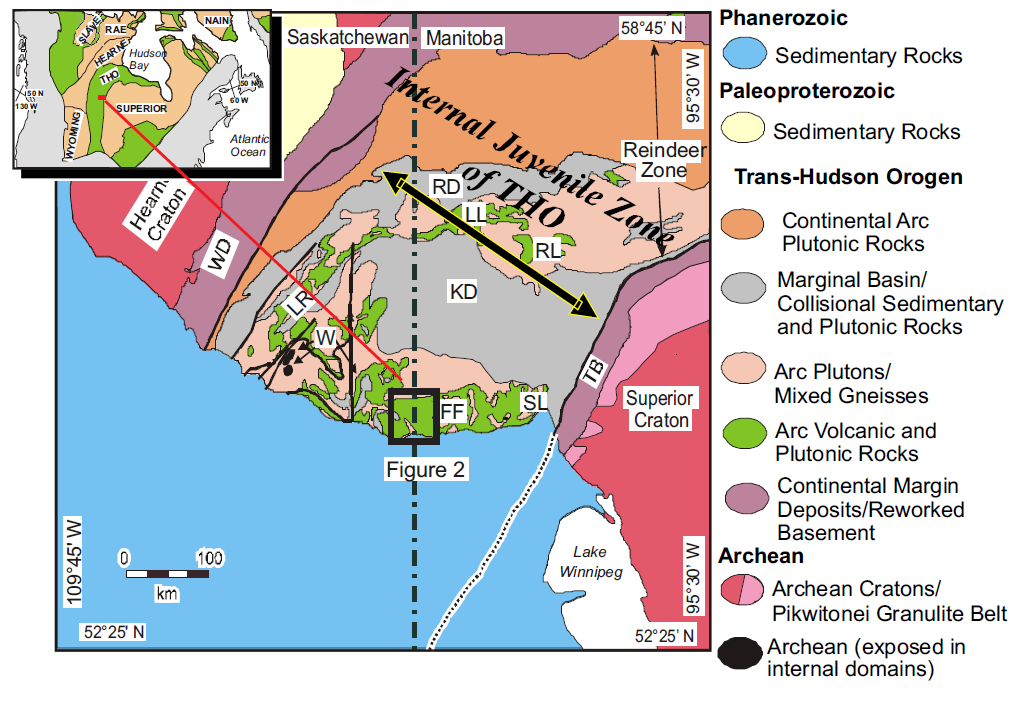 SLAVE
RAE
NAIN
HEARNE
Hudson
Bay
THO
50 N
130 W
50 N
60 W
SUPERIOR
WYOMING
Atlantic
Ocean
Saskatchewan
Manitoba
58°45' N
95°30' W
Internal Juvenile Zone
of THO
Reindeer
Zone
Hearne
Craton
WD
RD
LL
RL
KD
LR
W
TB
SL
FF
Superior
Craton
Figure 2
109°45' W
0 100
km
Lake
Winnipeg
95°30' W
52°25' N
52°25' N
Phanerozoic
Sedimentary Rocks
Paleoproterozoic
Sedimentary Rocks
Trans-Hudson Orogen
Continental Arc
Plutonic Rocks
Marginal Basin/
Collisional Sedimentary
and Plutonic Rocks
Arc Plutons/
Mixed Gneisses
Arc Volcanic and
Plutonic Rocks
Continental Margin
Deposits/Reworked
Basement
Archean
Archean Cratons/
Pikwitonei Granulite Belt
Archean (exposed in
internal domains)